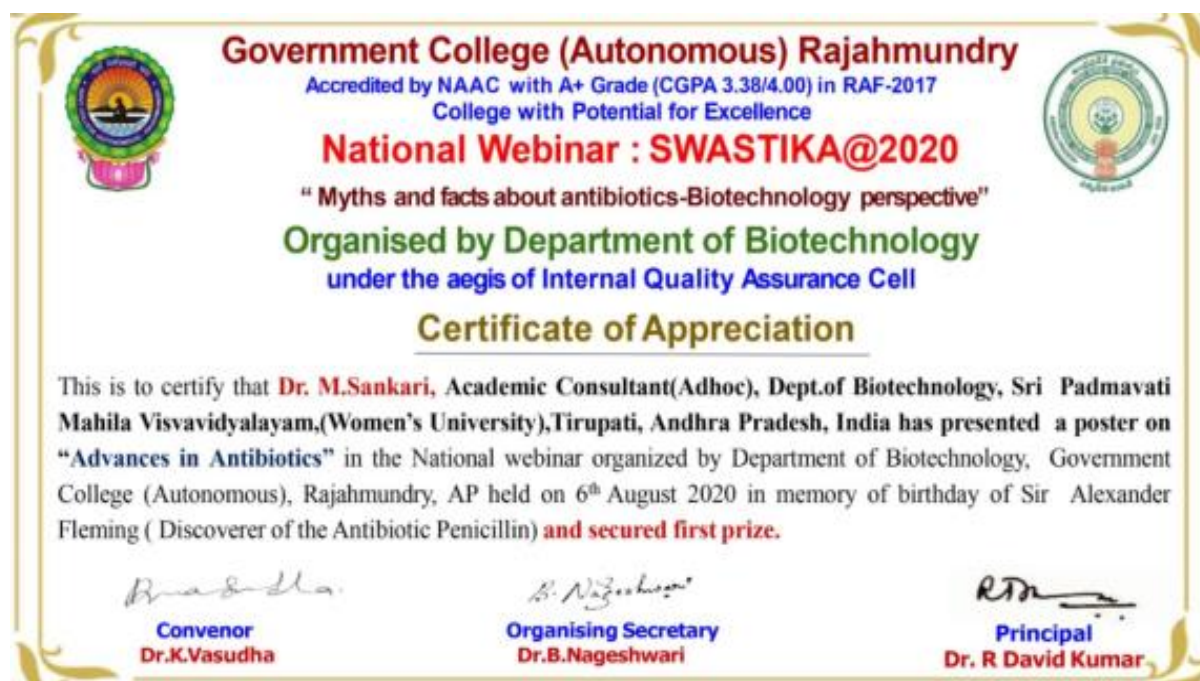 Government College (Autonomous) Rajahmundry
Accredited by NAAC with A+ Grade (CGPA 3.38/4.00) in RAF-2017
College with Potential for Excellence
National Webinar : SWASTIKA@2020
“ Myths and facts about antibiotics-Biotechnology perspective”
Organised by Department of Biotechnology
under the aegis of Internal Quality Assurance Cell
Certificate of Appreciation
This is to certify that Dr. M.Sankari, Academic Consultant(Adhoc), Dept.of Biotechnology, Sri Padmavati
Mahila Visvavidyalayam,(Women’s University),Tirupati, Andhra Pradesh, India has presented a poster on
“Advances in Antibiotics” in the National webinar organized by Department of Biotechnology, Government
College (Autonomous), Rajahmundry, AP held on 6th August 2020 in memory of birthday of Sir Alexander
Fleming ( Discoverer of the Antibiotic Penicillin) and secured first prize.
B. Nageshwari
Convenor
Dr.K.Vasudha
Organising Secretary
Dr.B.Nageshwari
Principal
Dr. R David Kumar